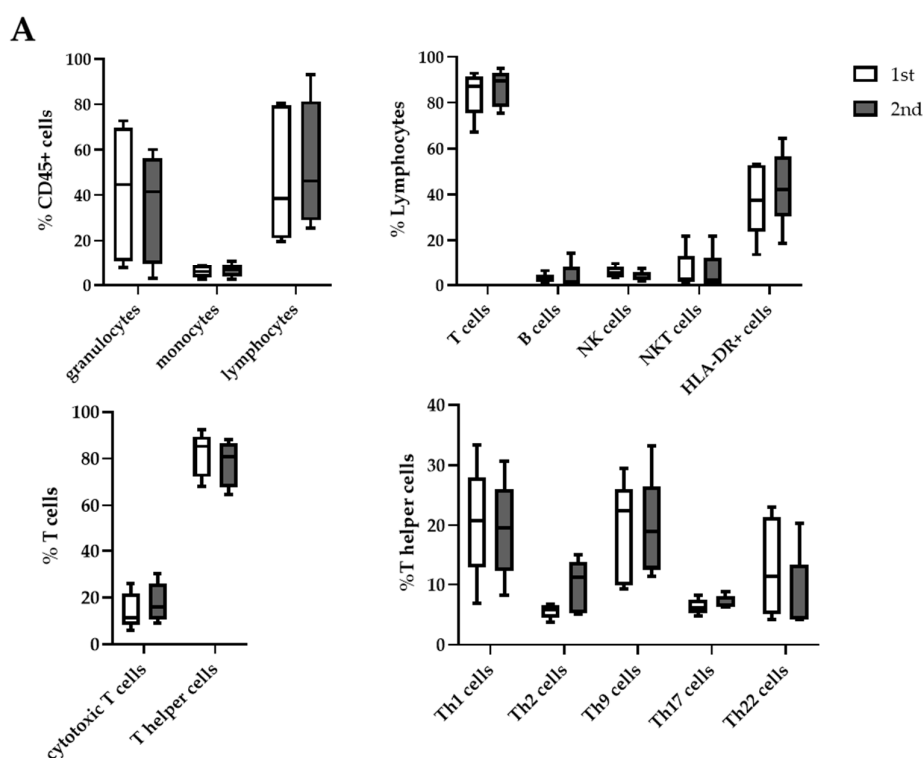 A
% CD45+ cells
100
80
60
40
20
0
granulocytes
monocytes
lymphocytes
% Lymphocytes
100
80
60
40
20
0
T cells
B cells
NK cells
NKT cells
HLA-DR+ cells
1st
2nd
% T cells
100
80
60
40
20
0
cytotoxic T cells
T helper cells
%T helper cells
40
30
20
10
0
Th1 cells
Th2 cells
Th9 cells
Th17 cells
Th22 cells